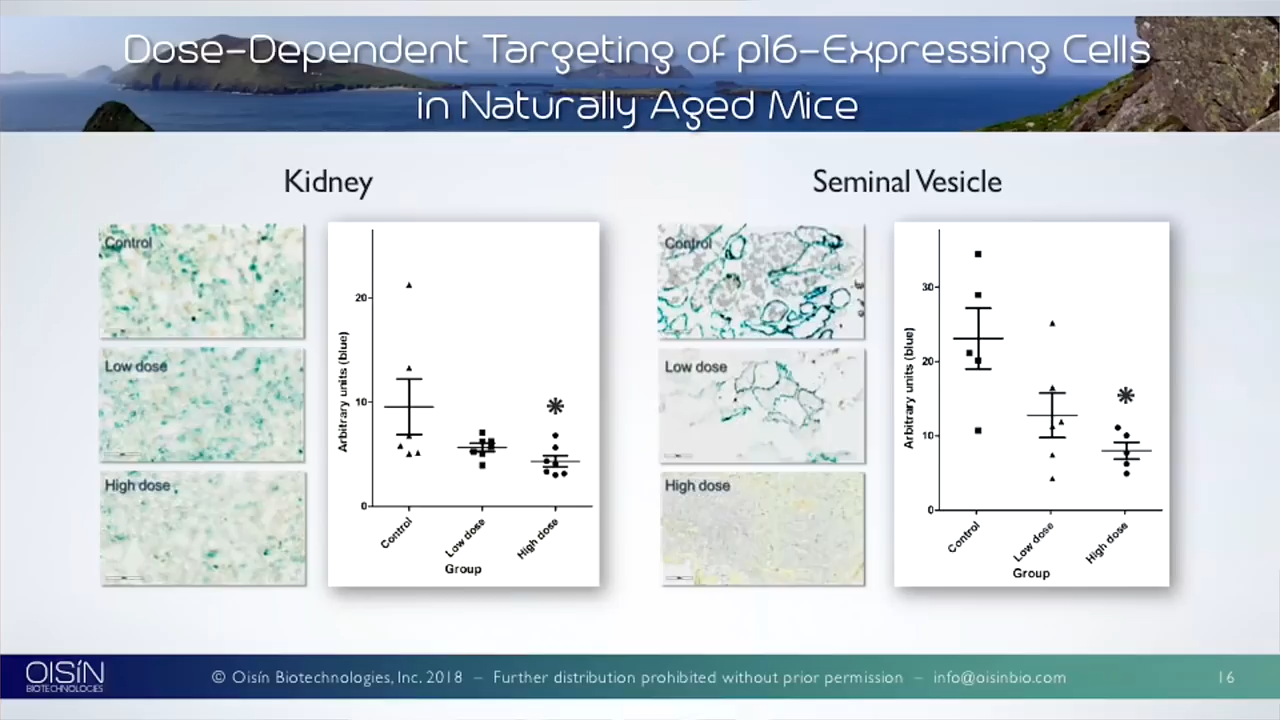 Dose-Dependent Targeting of p16-Expressing Cells
in Naturally Aged Mice
Kidney
Control
Low dose
High dose
Arbitrary units (blue)
20
10
0
*
Control
Low dose
High dose
Group
Seminal Vesicle
Control
Low dose
High dose
Arbitrary units (blue)
30
20
10
0
*
Control
Low dose
High dose
Group
OISÍN
BIOTECHNOLOGIES
© Oisín Biotechnologies, Inc. 2018 – Further distribution prohibited without prior permission – info@oisinbio.com
16